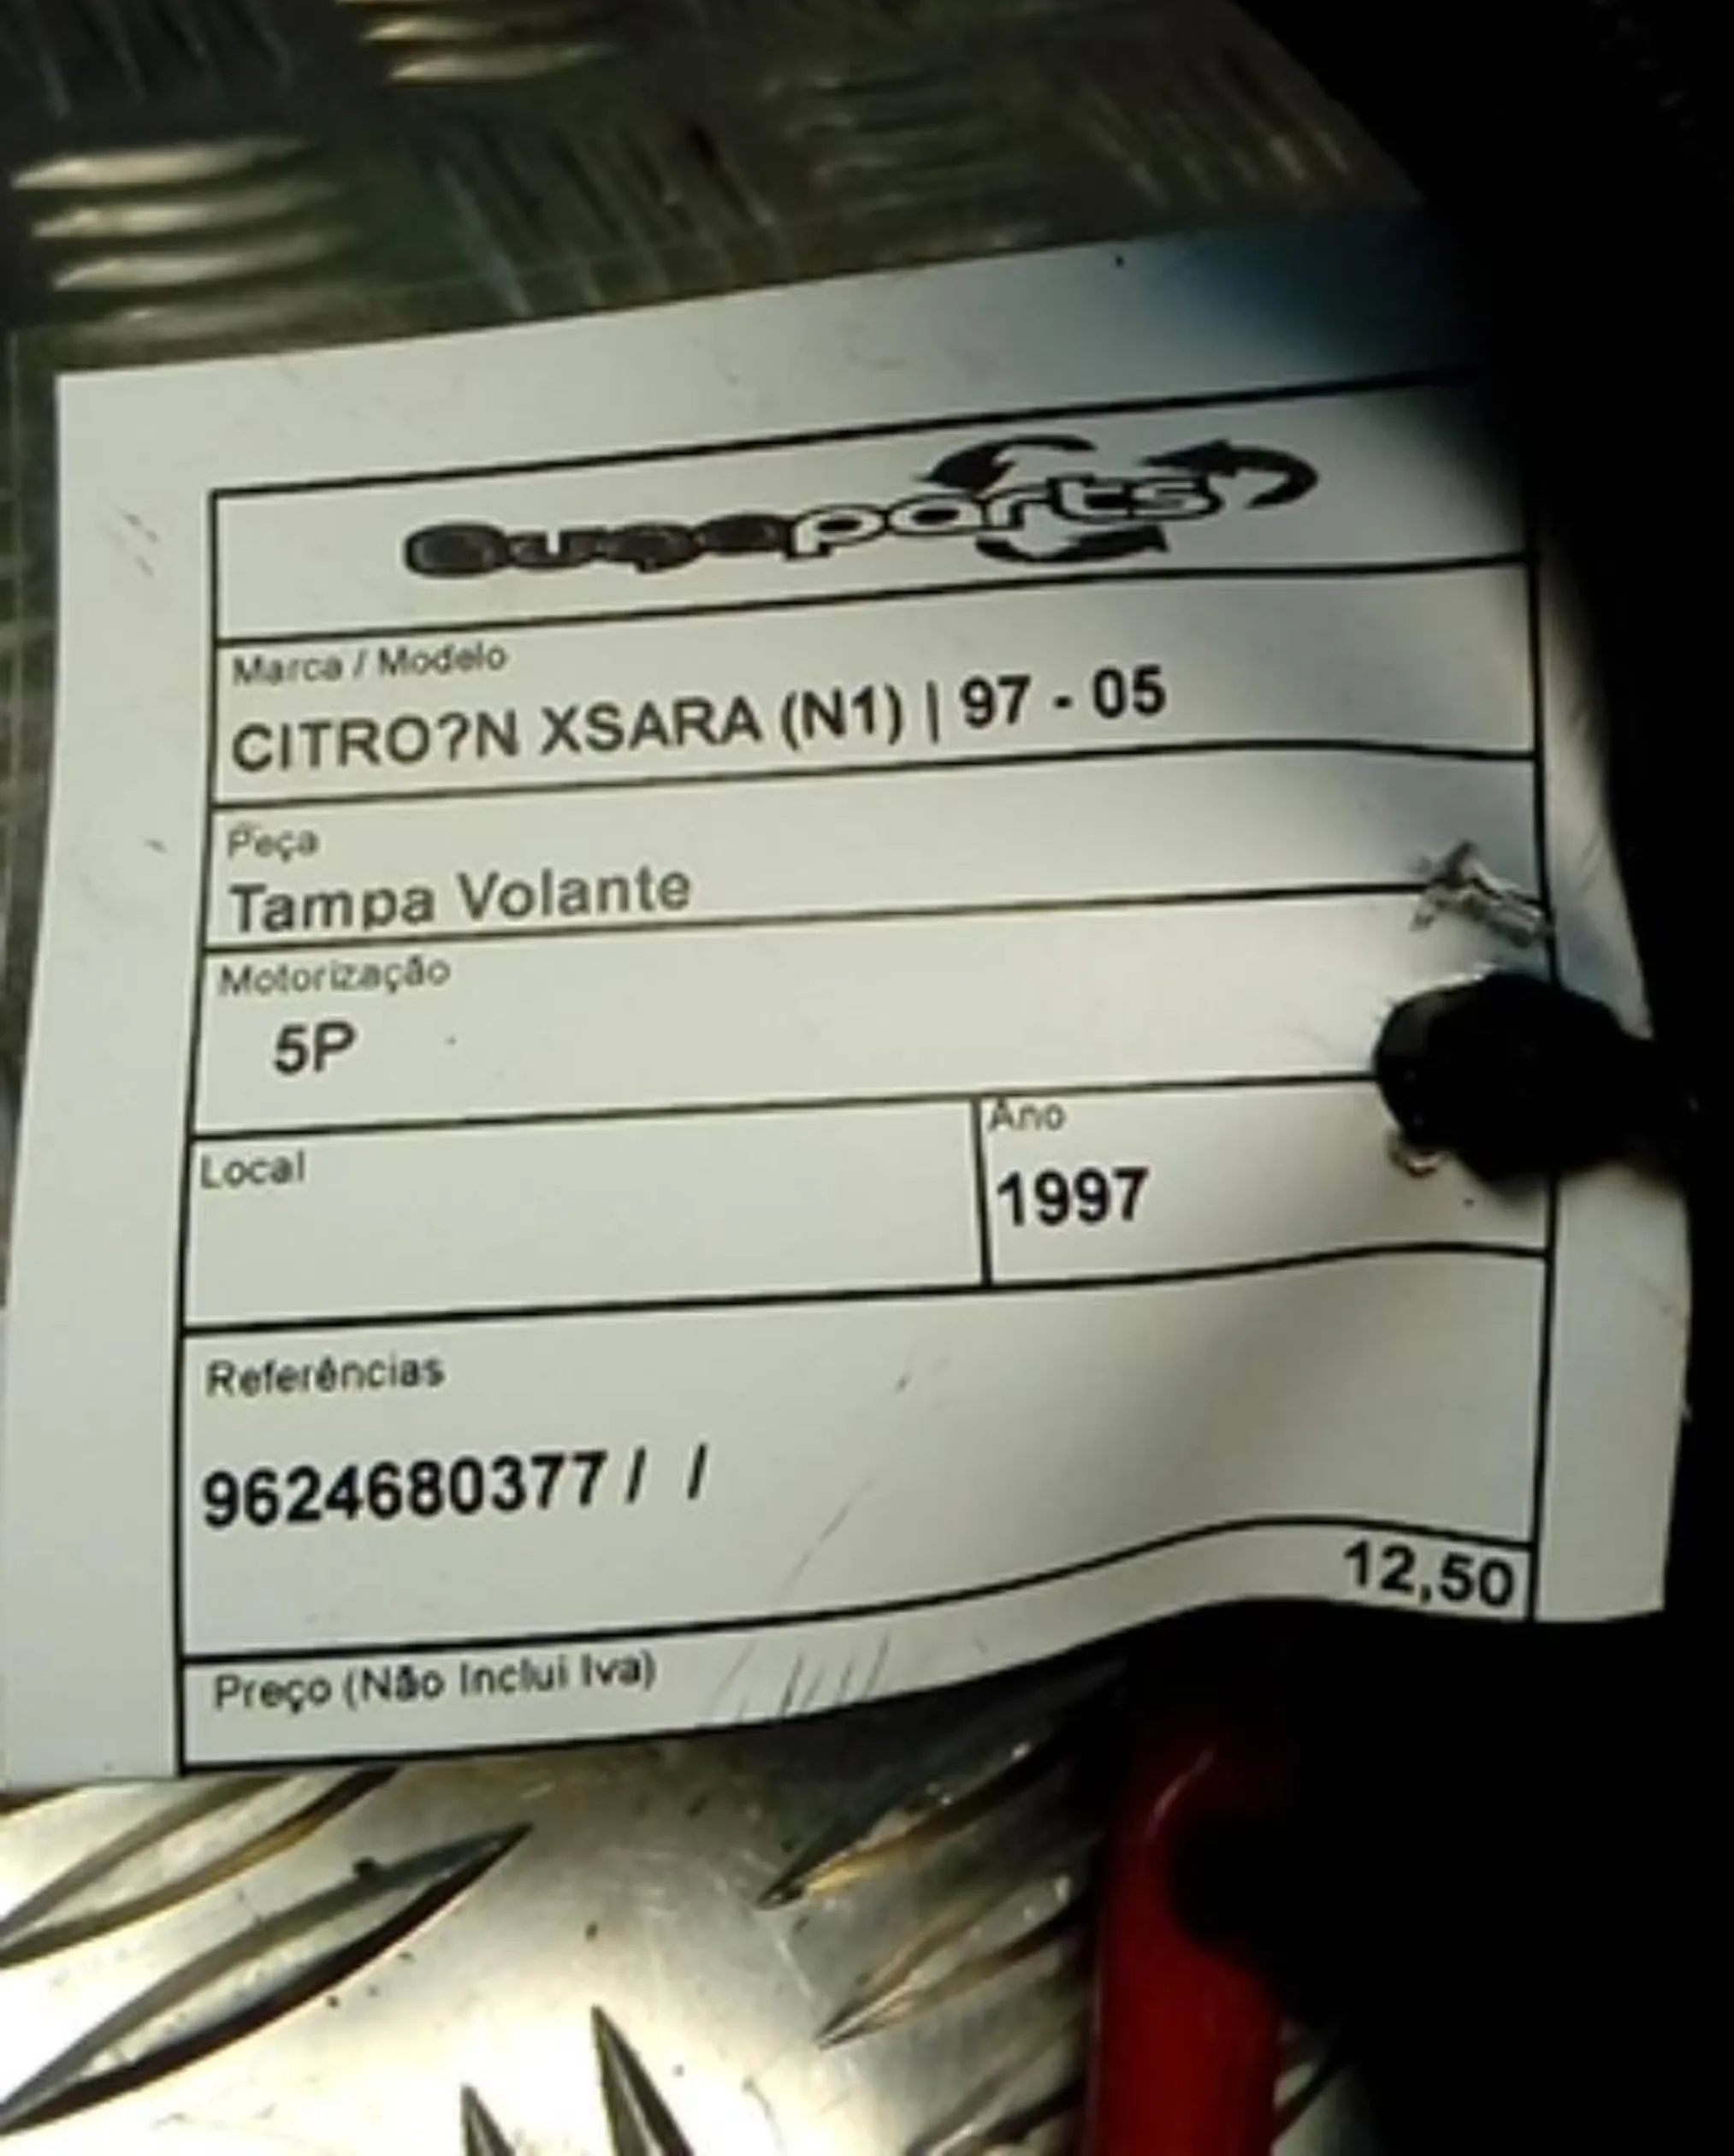 Ougaparts
Marca / Modelo
CITRO?N XSARA (N1) | 97 - 05
Peça
Tampa Volante
Motorização
5P
Local
Ano
1997
Referências
9624680377 / /
12,50
Preço (Não Inclui Iva)